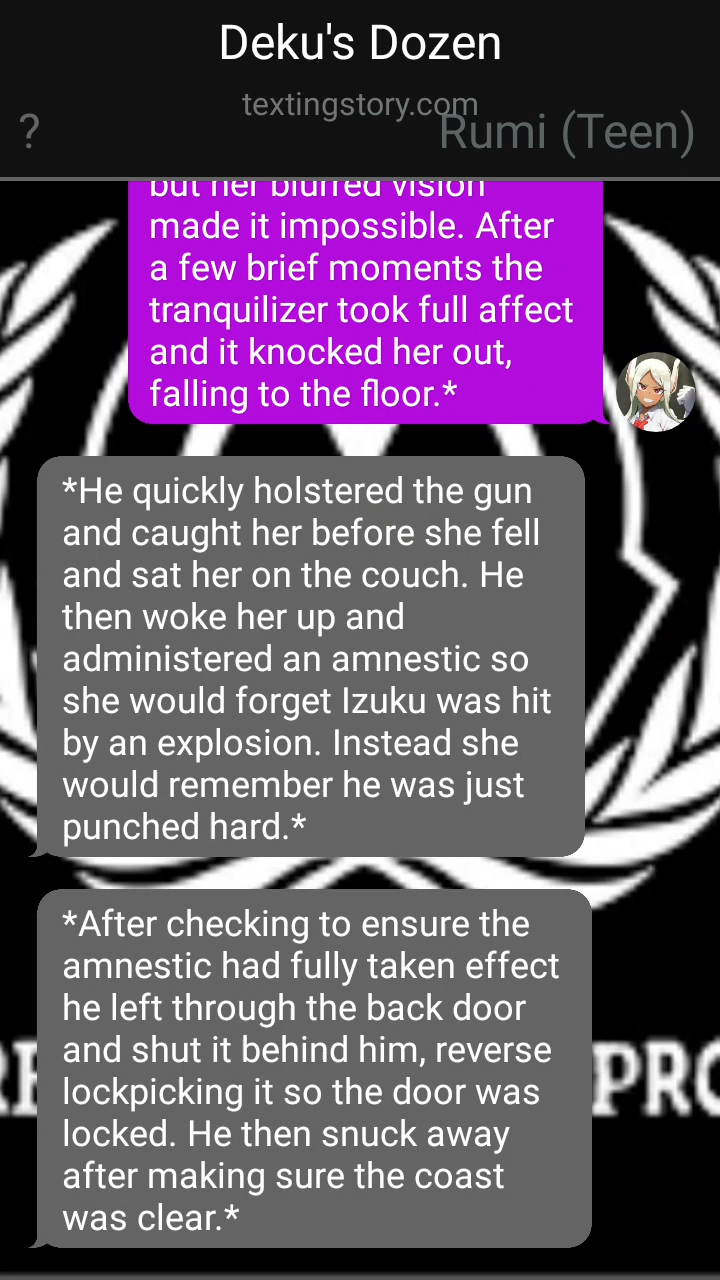 Deku's Dozen
textingstory.com
?
Rumi (Teen)
but her blurred vision
made it impossible. After
a few brief moments the
tranquilizer took full affect
and it knocked her out,
falling to the floor.*
*He quickly holstered the gun
and caught her before she fell
and sat her on the couch. He
then woke her up and
administered an amnestic so
she would forget Izuku was hit
by an explosion. Instead she
would remember he was just
punched hard.*
*After checking to ensure the
amnestic had fully taken effect
he left through the back door
and shut it behind him, reverse
lockpicking it so the door was
locked. He then snuck away
after making sure the coast
was clear.*